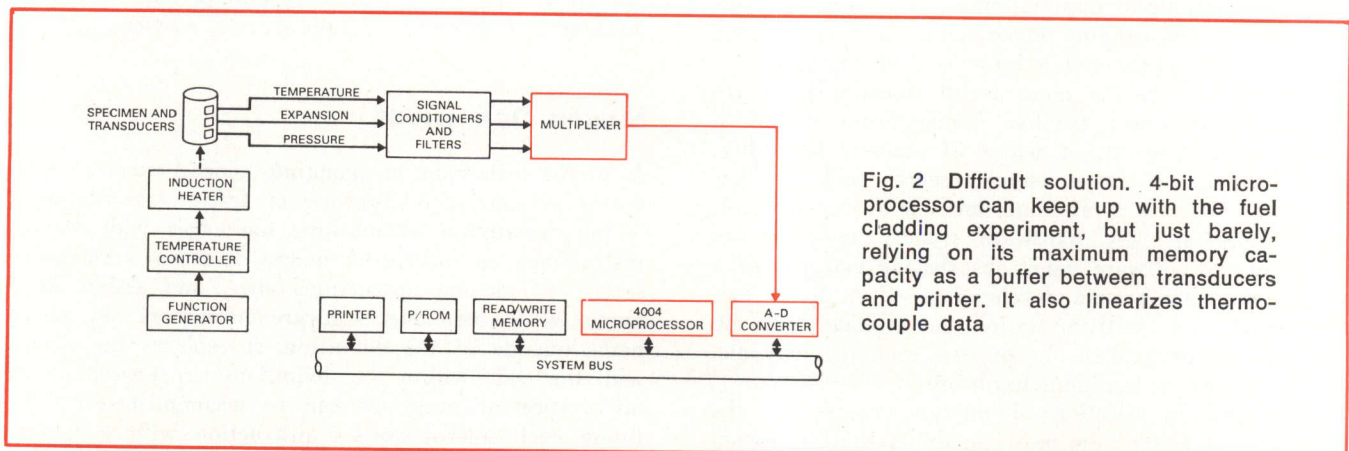 TEMPERATURE
EXPANSION
PRESSURE
SPECIMEN AND
TRANSDUCERS
SIGNAL
CONDITIONERS
AND
FILTERS
MULTIPLEXER
INDUCTION
HEATER
TEMPERATURE
CONTROLLER
FUNCTION
GENERATOR
PRINTER
P/ROM
READ/WRITE
MEMORY
4004
MICROPROCESSOR
A-D
CONVERTER
SYSTEM BUS
Fig. 2 Difficult solution. 4-bit micro-
processor can keep up with the fuel
cladding experiment, but just barely,
relying on its maximum memory ca-
pacity as a buffer between transducers
and printer. It also linearizes thermo-
couple data